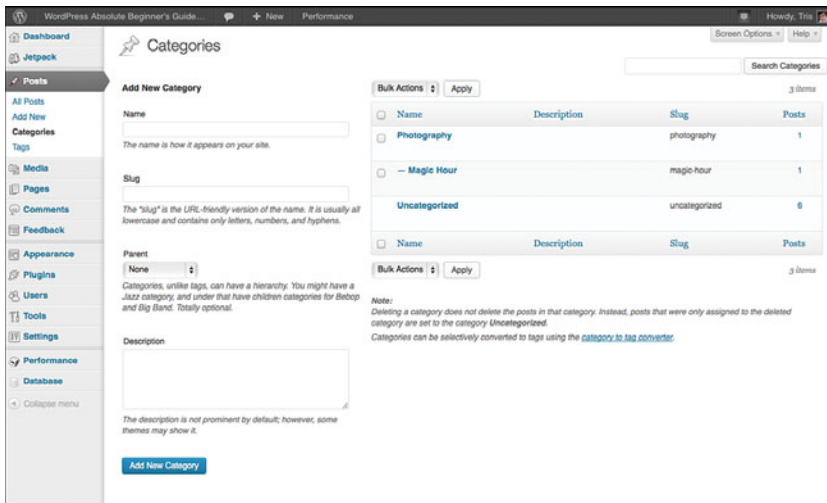 WordPress Absolute Beginner's Guide... + New Performance Howdy, Tris
Screen Options Help
Dashboard
Jetpack
Posts
All Posts
Add New
Categories
Tags
Media
Pages
Comments
Feedback
Appearance
Plugins
Users
Tools
Settings
Performance
Database
Collapse menu
Categories
Search Categories
Add New Category
Name
The name is how it appears on your site.
Slug
The "slug" is the URL-friendly version of the name. It is usually all
lowercase and contains only letters, numbers, and hyphens.
Parent
None
Categories, unlike tags, can have a hierarchy. You might have a
Jazz category, and under that have children categories for Bebop
and Big Band. Totally optional.
Description
The description is not prominent by default; however, some
themes may show it.
Add New Category
Bulk Actions Apply 3 items
Name Description Slug Posts
Photography photography 1
— Magic Hour magic-hour 1
Uncategorized uncategorized 6
Name Description Slug Posts
Bulk Actions Apply 3 items
Note:
Deleting a category does not delete the posts in that category. Instead, posts that were only assigned to the deleted
category are set to the category Uncategorized.
Categories can be selectively converted to tags using the category to tag converter.